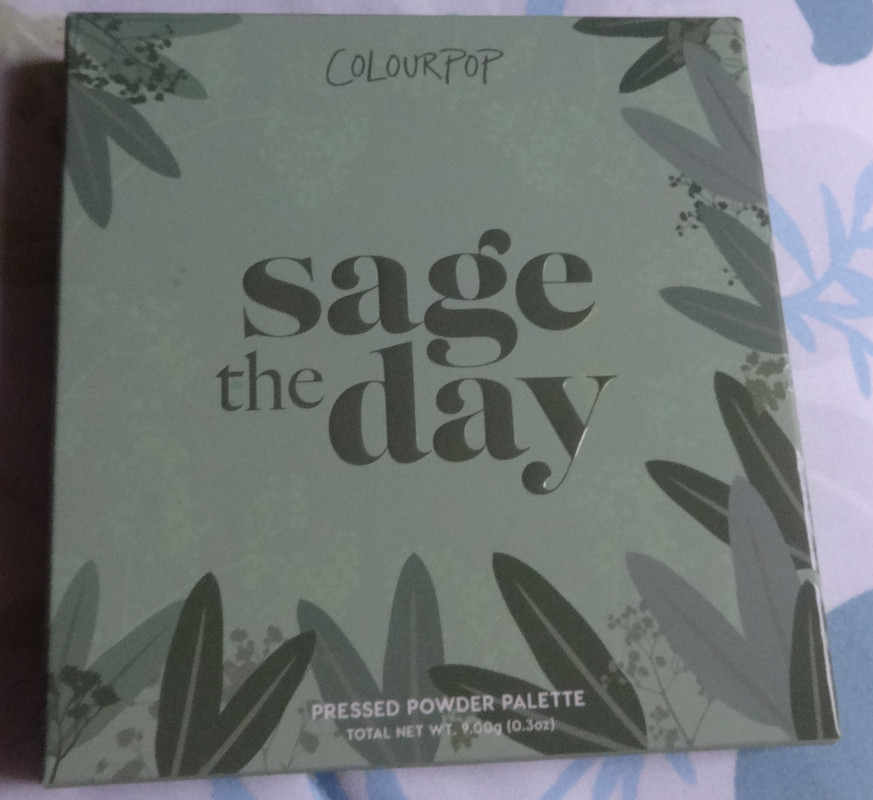 COLOURPOP
sage
the day
PRESSED POWDER PALETTE
TOTAL NET WT. 9.00g (0.3oz)